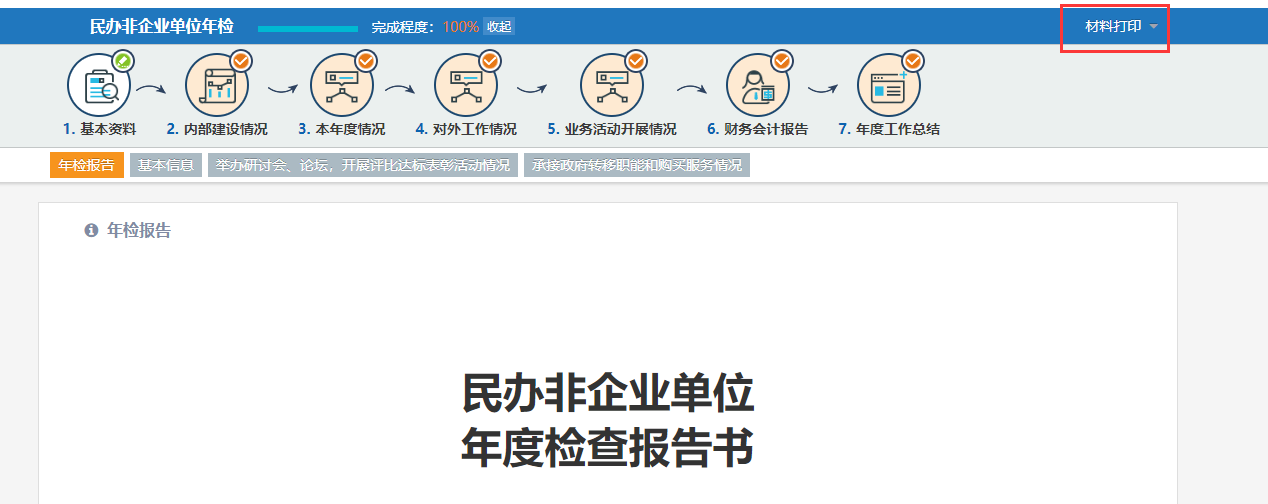 民办非企业单位年检 完成程度：100% 收起 材料打印
1. 基本资料 2. 内部建设情况 3. 本年度情况 4. 对外工作情况 5. 业务活动开展情况 6. 财务会计报告 7. 年度工作总结
年检报告 基本信息 举办研讨会、论坛，开展评比达标表彰活动情况 承接政府转移职能和购买服务情况
年检报告
民办非企业单位
年度检查报告书